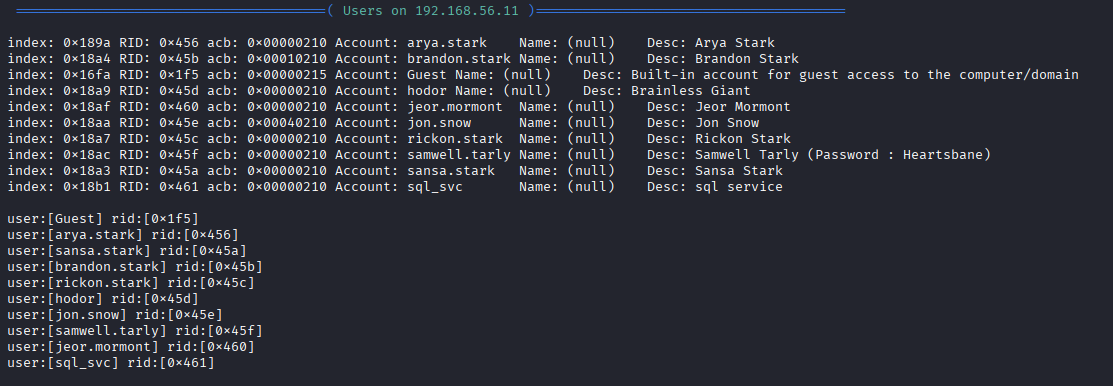 =======================================( Users on 192.168.56.11 )=======================================
index: 0×189a RID: 0×456 acb: 0×00000210 Account: arya.stark    Name: (null)    Desc: Arya Stark
index: 0×18a4 RID: 0×45b acb: 0×00010210 Account: brandon.stark Name: (null)    Desc: Brandon Stark
index: 0×16fa RID: 0×1f5 acb: 0×00000215 Account: Guest Name: (null)    Desc: Built-in account for guest access to the computer/domain
index: 0×18a9 RID: 0×45d acb: 0×00000210 Account: hodor Name: (null)    Desc: Brainless Giant
index: 0×18af RID: 0×460 acb: 0×00000210 Account: jeor.mormont  Name: (null)    Desc: Jeor Mormont
index: 0×18aa RID: 0×45e acb: 0×00040210 Account: jon.snow      Name: (null)    Desc: Jon Snow
index: 0×18a7 RID: 0×45c acb: 0×00000210 Account: rickon.stark  Name: (null)    Desc: Rickon Stark
index: 0×18ac RID: 0×45f acb: 0×00000210 Account: samwell.tarly Name: (null)    Desc: Samwell Tarly (Password : Heartsbane)
index: 0×18a3 RID: 0×45a acb: 0×00000210 Account: sansa.stark   Name: (null)    Desc: Sansa Stark
index: 0×18b1 RID: 0×461 acb: 0×00000210 Account: sql_svc       Name: (null)    Desc: sql service
user:[Guest] rid:[0×1f5]
user:[arya.stark] rid:[0×456]
user:[sansa.stark] rid:[0×45a]
user:[brandon.stark] rid:[0×45b]
user:[rickon.stark] rid:[0×45c]
user:[hodor] rid:[0×45d]
user:[jon.snow] rid:[0×45e]
user:[samwell.tarly] rid:[0×45f]
user:[jeor.mormont] rid:[0×460]
user:[sql_svc] rid:[0×461]